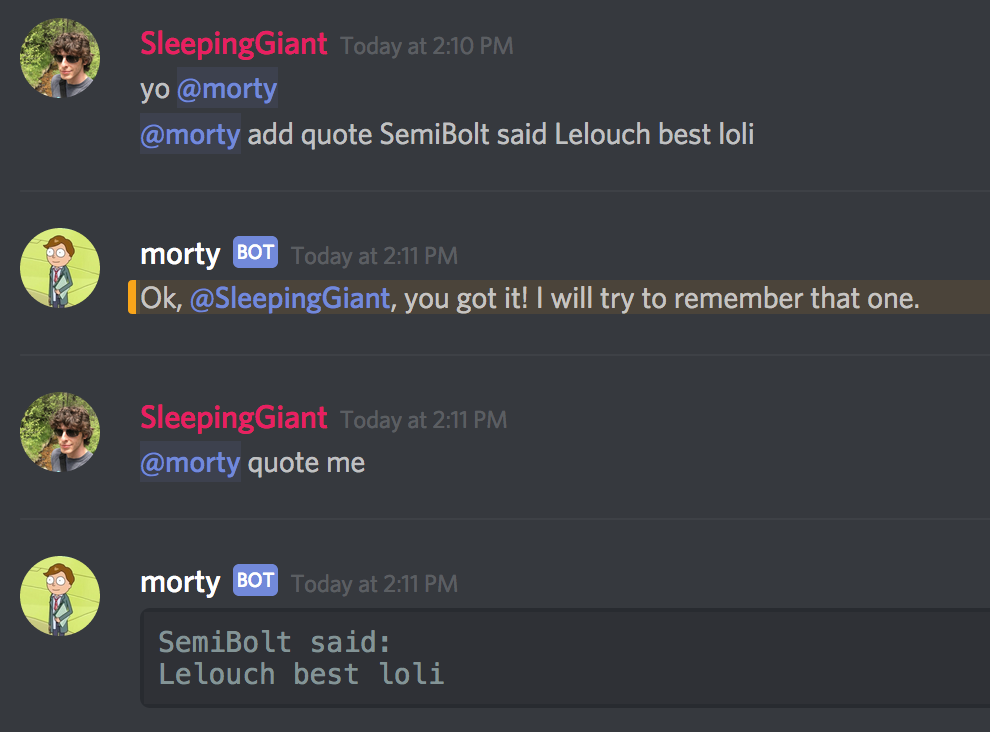 SleepingGiant Today at 2:10 PM
yo @morty
@morty add quote SemiBolt said Lelouch best loli
morty BOT Today at 2:11 PM
Ok, @SleepingGiant, you got it! I will try to remember that one.
SleepingGiant Today at 2:11 PM
@morty quote me
morty BOT Today at 2:11 PM
SemiBolt said:
Lelouch best loli